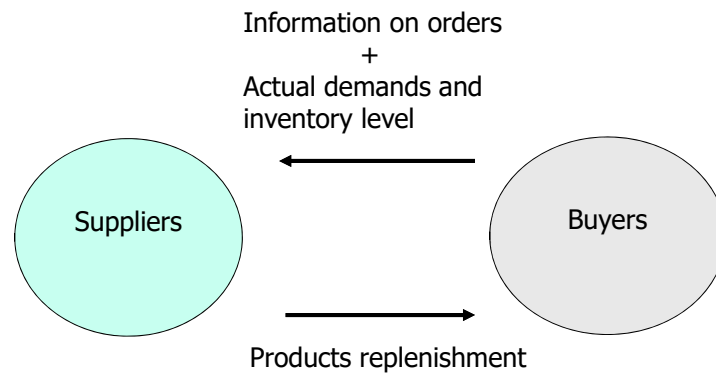 Information on orders
+
Actual demands and
inventory level
Suppliers
Buyers
Products replenishment